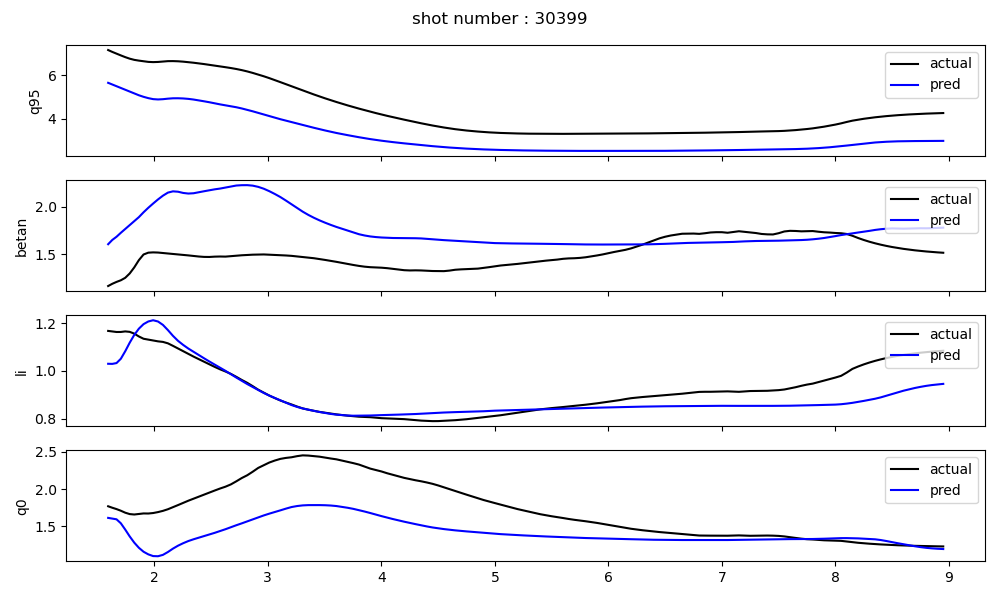 shot number : 30399
q95
6
4
actual
pred
betan
2.0
1.5
actual
pred
li
1.2
1.0
0.8
actual
pred
q0
2.5
2.0
1.5
actual
pred
2 3 4 5 6 7 8 9